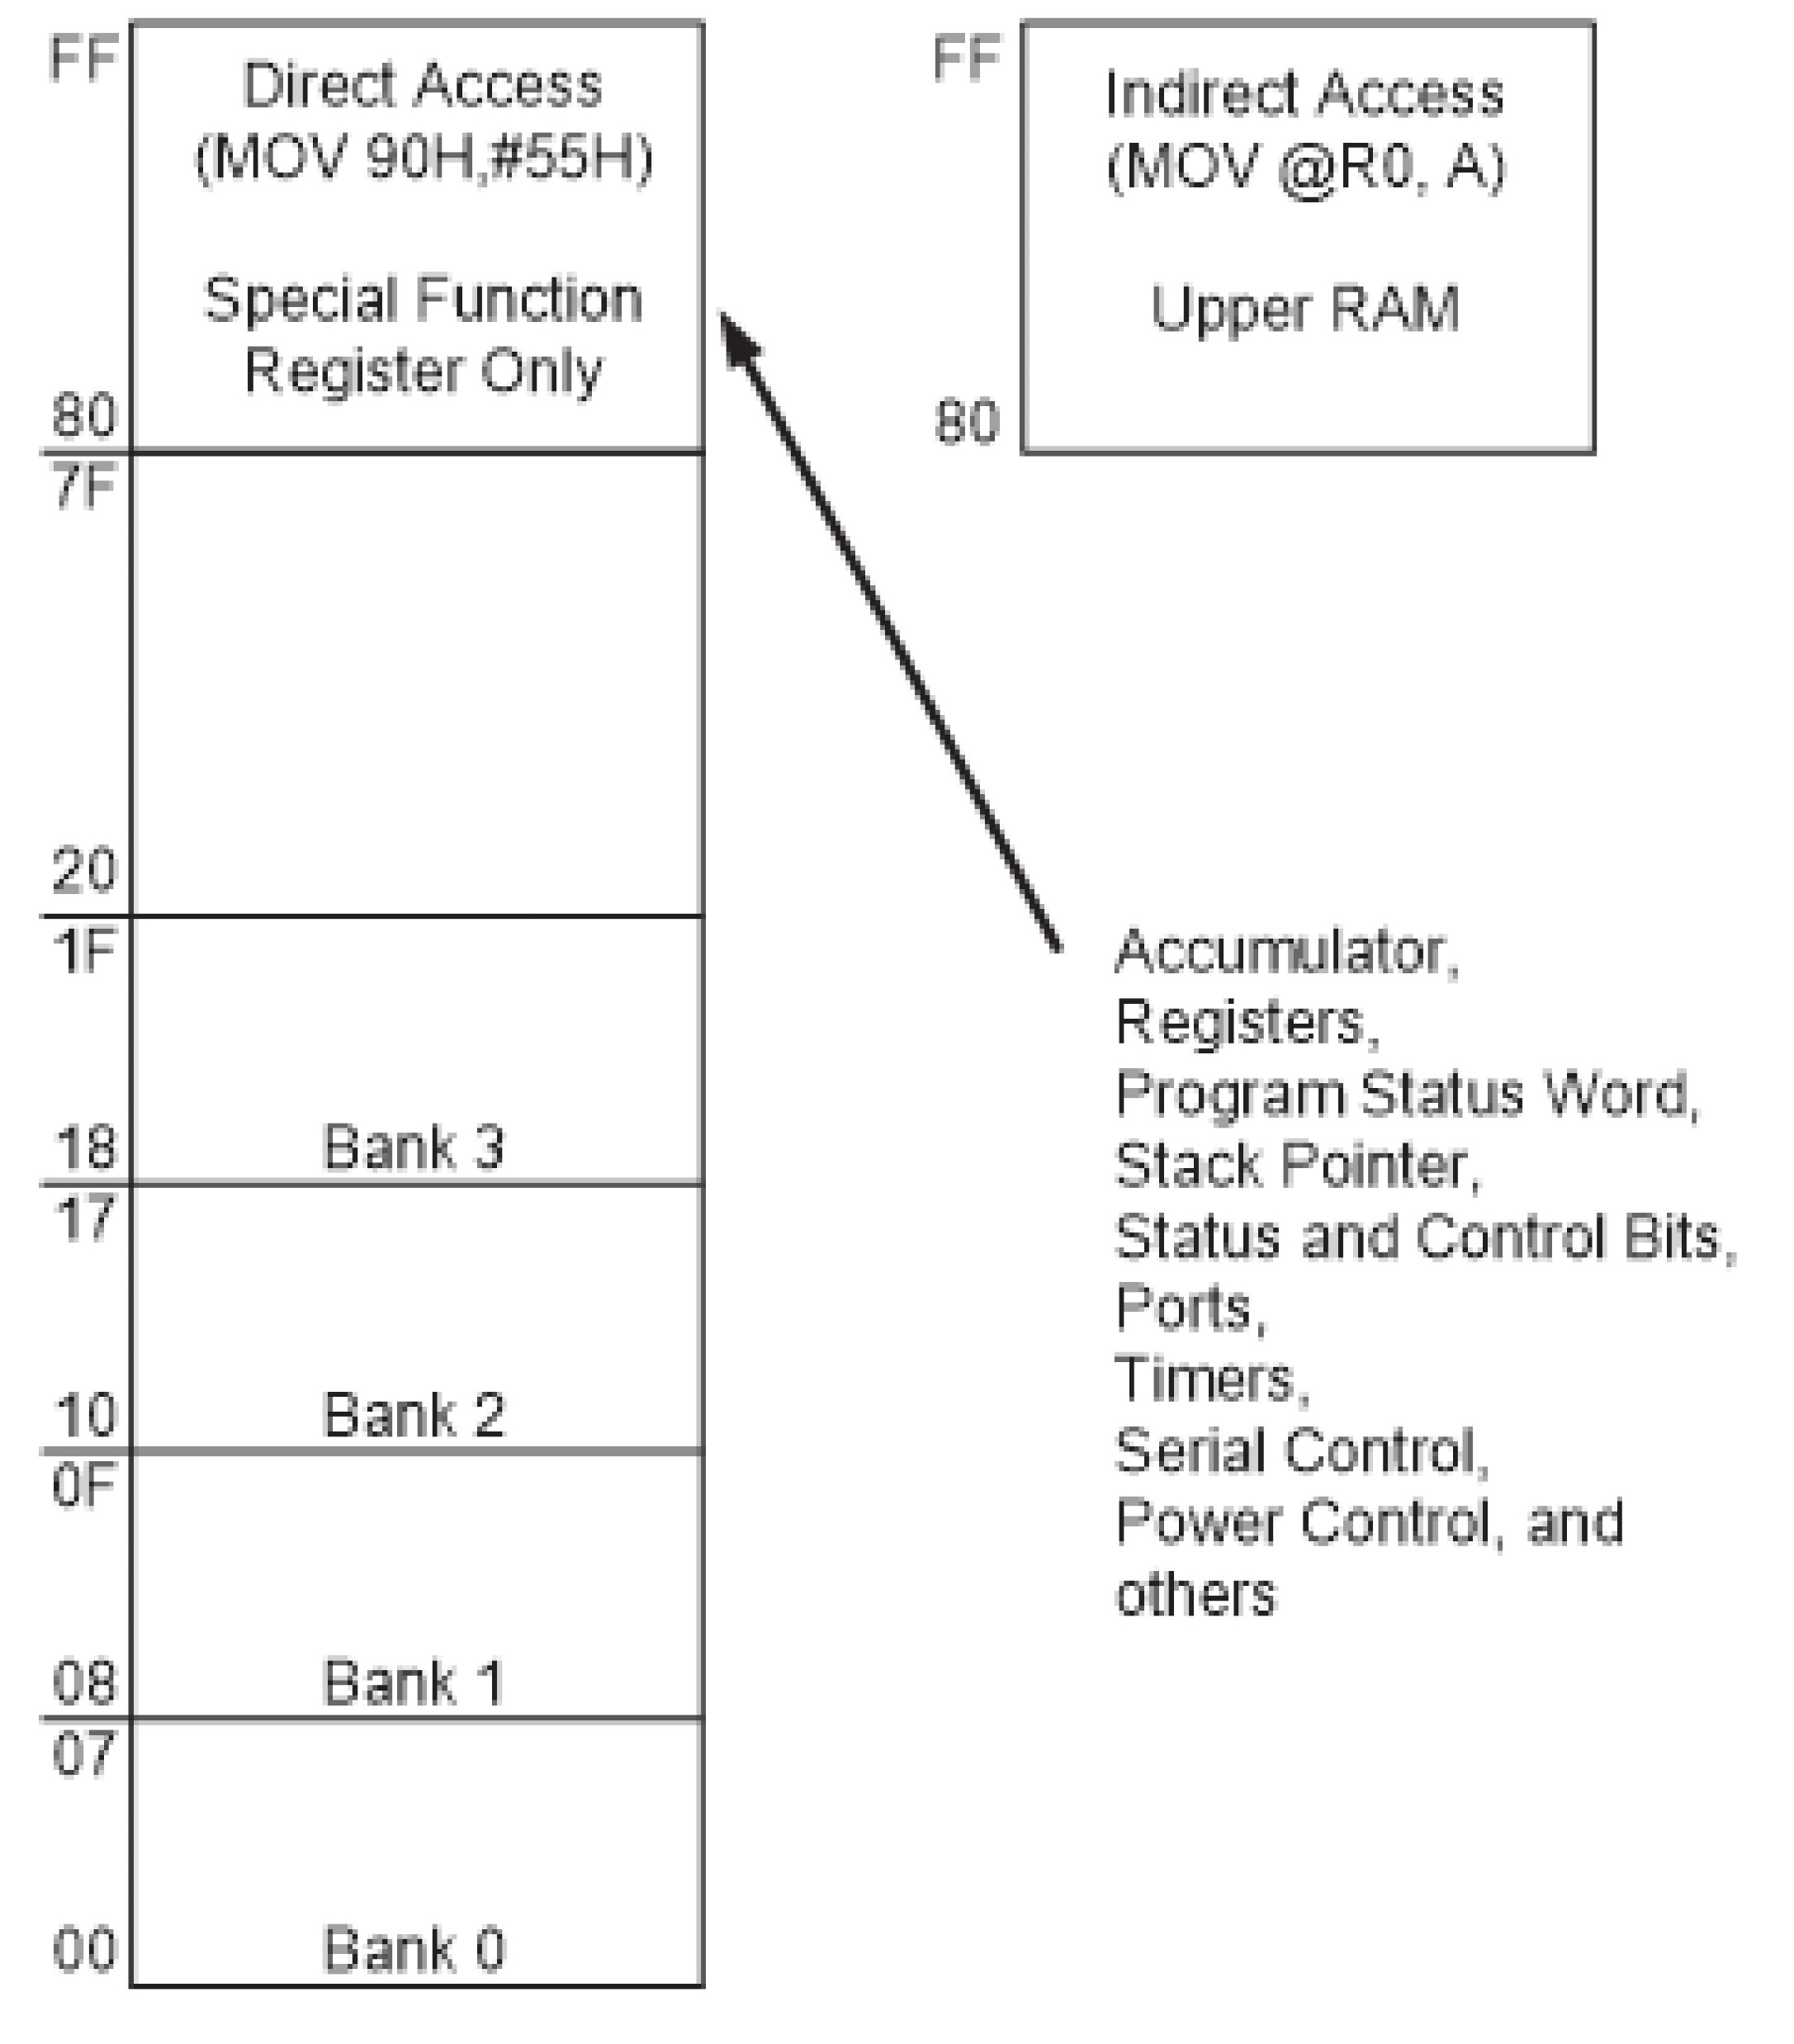 FF
Direct Access
(MOV 90H,#55H)
Special Function
Register Only
80
7F
20
1F
18
Bank 3
17
10
Bank 2
0F
08
Bank 1
07
00
Bank 0
FF
Indirect Access
(MOV @R0, A)
Upper RAM
80
Accumulator,
Registers,
Program Status Word,
Stack Pointer,
Status and Control Bits,
Ports,
Timers,
Serial Control,
Power Control, and
others